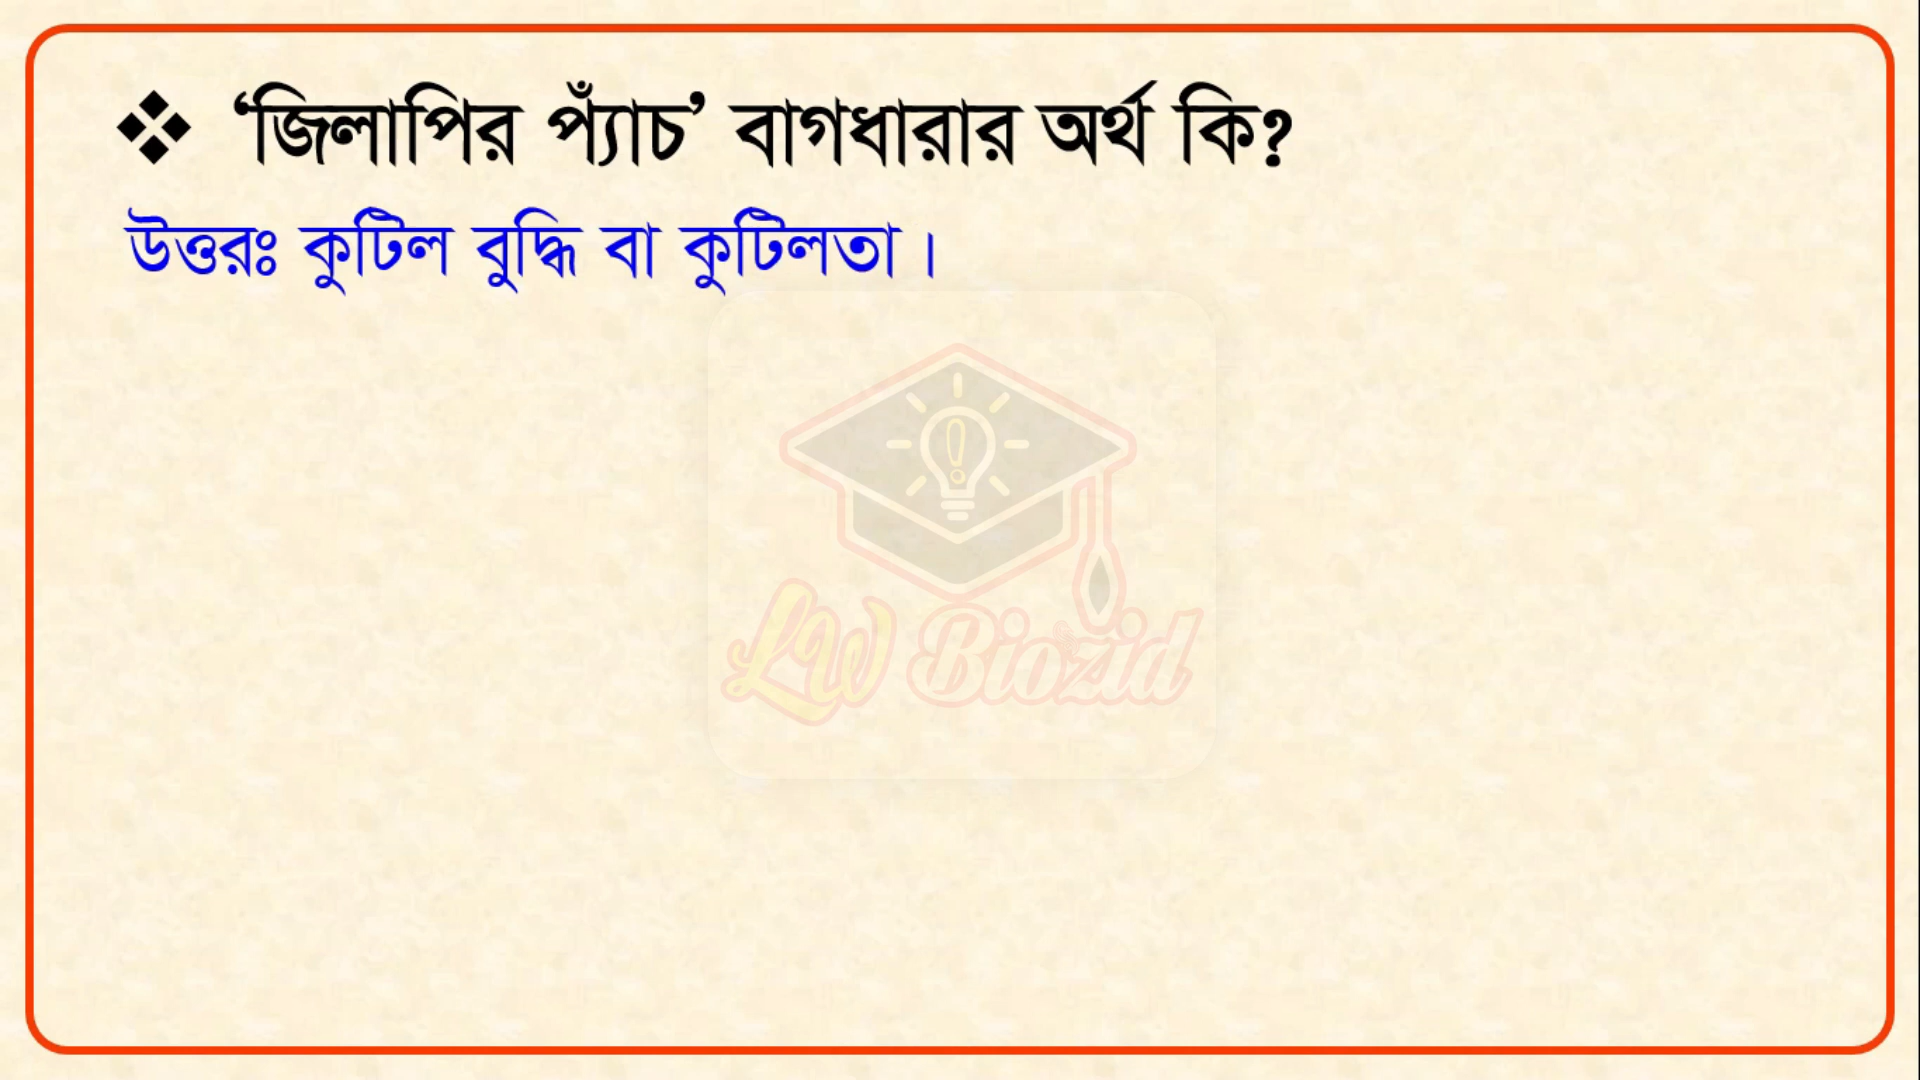 ❖ ‘জিলাপির প্যাঁচ’ বাগধারার অর্থ কি?
উত্তরঃ কুটিল বুদ্ধি বা কুটিলতা।
LW Biozid